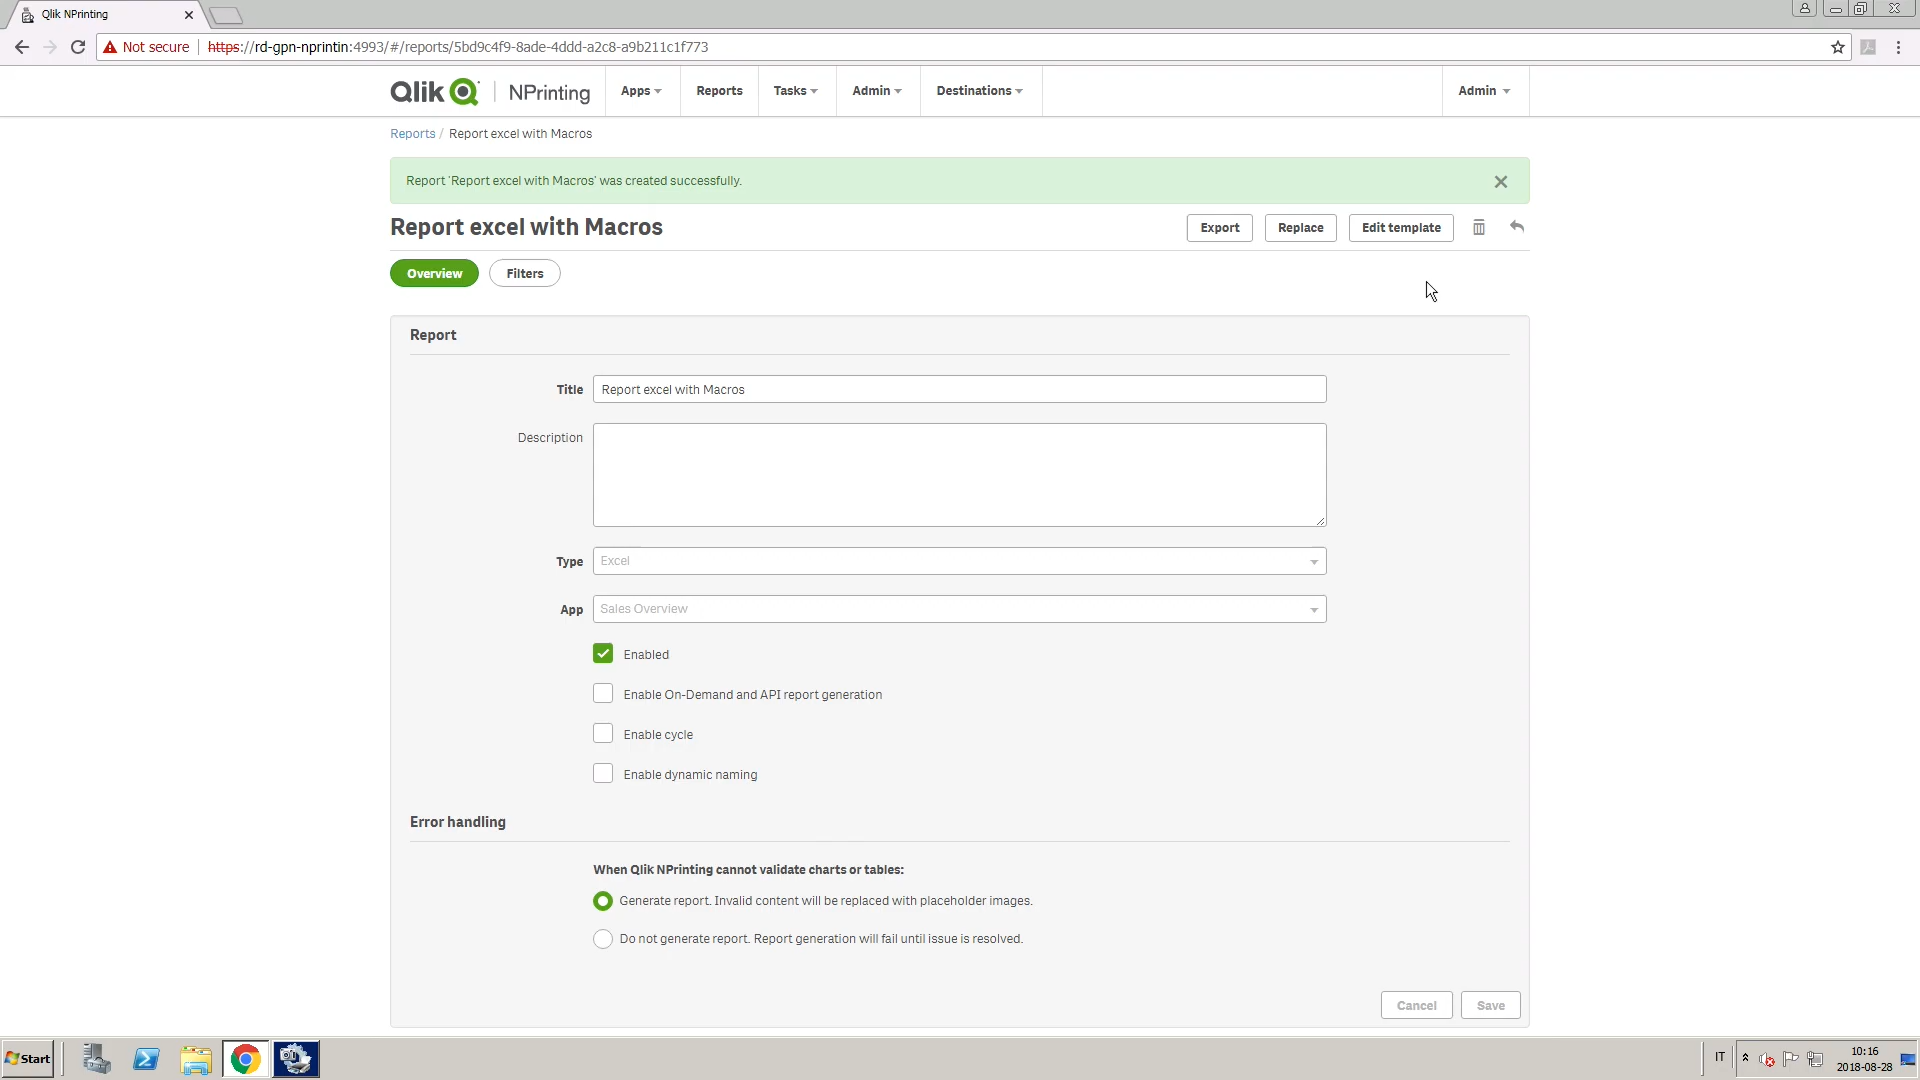 Qlik NPrinting
Not secure https://rd-gpn-nprintin:4993/#/reports/5bd9c4f9-8ade-4ddd-a2c8-a9b211c1f773
Qlik NPrinting Apps Reports Tasks Admin Destinations Admin
Reports / Report excel with Macros
Report 'Report excel with Macros' was created successfully.
Report excel with Macros Export Replace Edit template
Overview Filters
Report
Title Report excel with Macros
Description
Type Excel
App Sales Overview
Enabled
Enable On-Demand and API report generation
Enable cycle
Enable dynamic naming
Error handling
When Qlik NPrinting cannot validate charts or tables:
Generate report. Invalid content will be replaced with placeholder images.
Do not generate report. Report generation will fail until issue is resolved.
Cancel Save
Start IT 10:16
2018-08-28